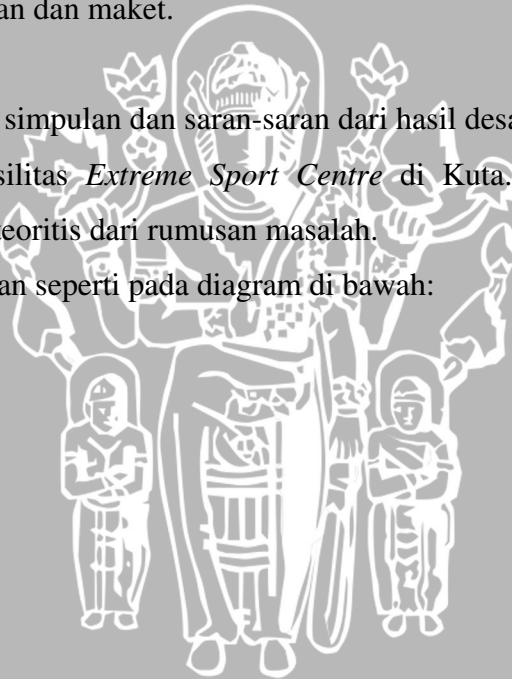 an dan maket.
simpulan dan saran-saran dari hasil desa
silitas Extreme Sport Centre di Kuta.
teoritis dari rumusan masalah.
an seperti pada diagram di bawah: